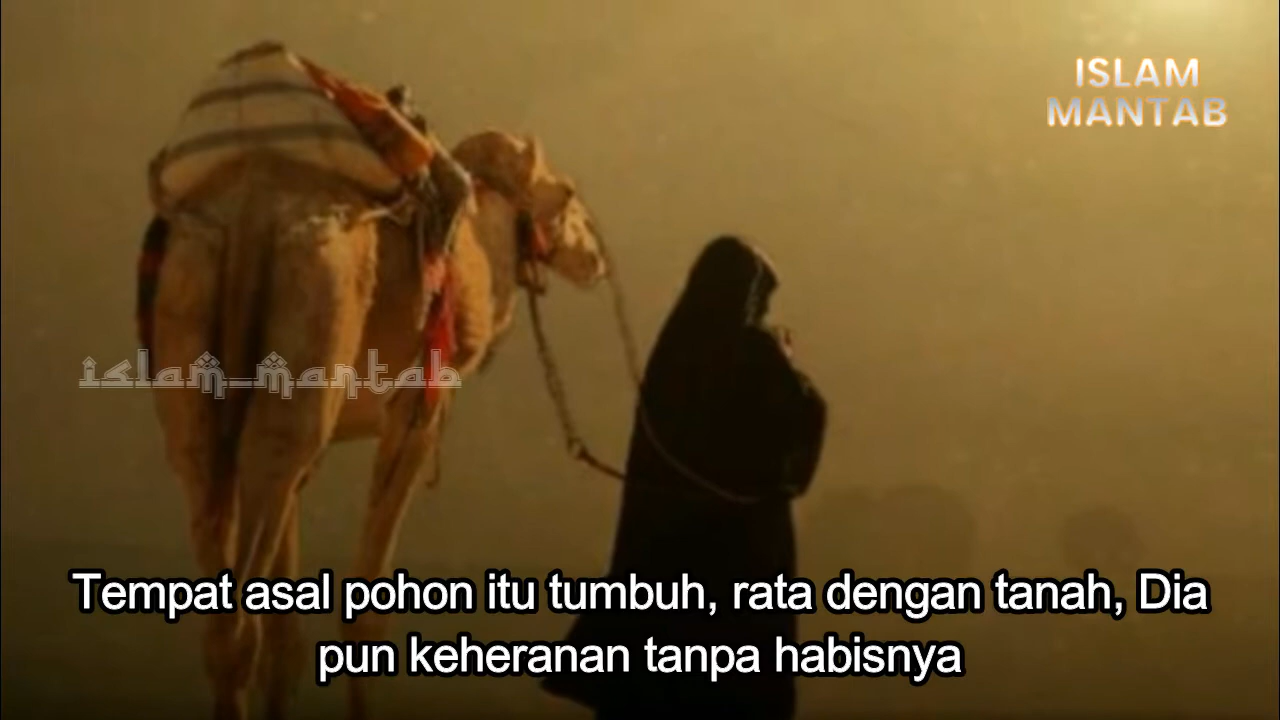 ISLAM
MANTAB
islam_mantab
Tempat asal pohon itu tumbuh, rata dengan tanah, Dia
pun keheranan tanpa habisnya